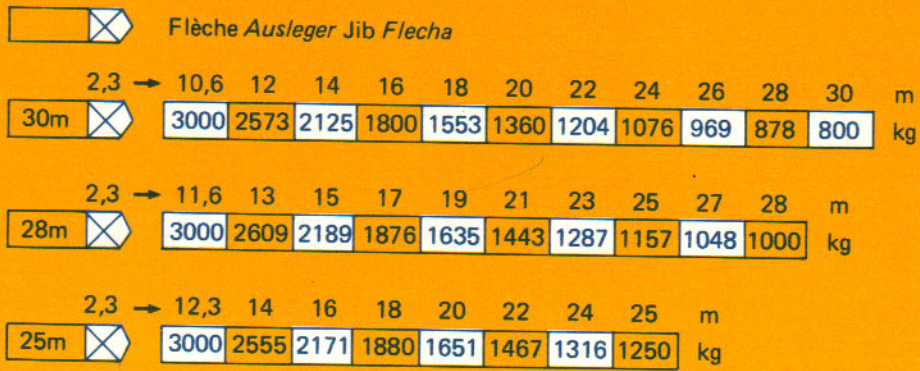 Flèche Ausleger Jib Flecha
2,3 → 10,6 12 14 16 18 20 22 24 26 28 30 m
30m 3000 2573 2125 1800 1553 1360 1204 1076 969 878 800 kg
2,3 → 11,6 13 15 17 19 21 23 25 27 28 m
28m 3000 2609 2189 1876 1635 1443 1287 1157 1048 1000 kg
2,3 → 12,3 14 16 18 20 22 24 25 m
25m 3000 2555 2171 1880 1651 1467 1316 1250 kg